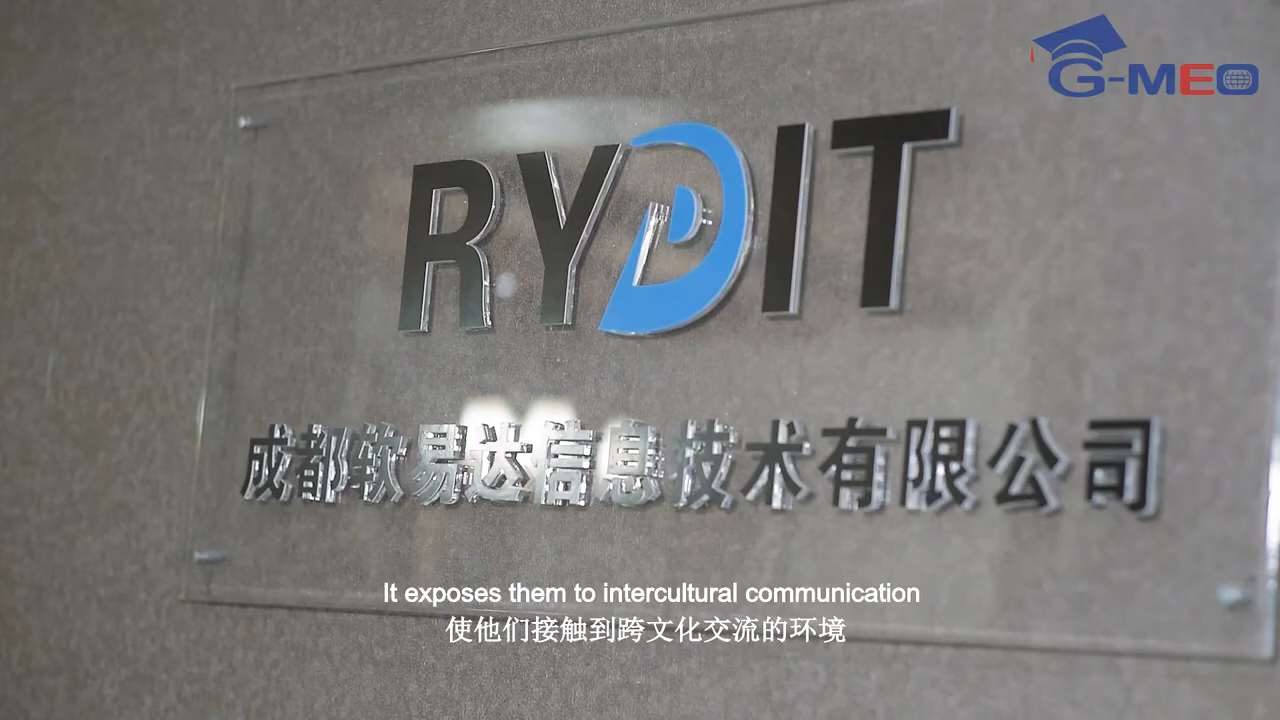 G-MEO
RYDIT
成都软易达信息技术有限公司
It exposes them to intercultural communication
使他们接触到跨文化交流的环境